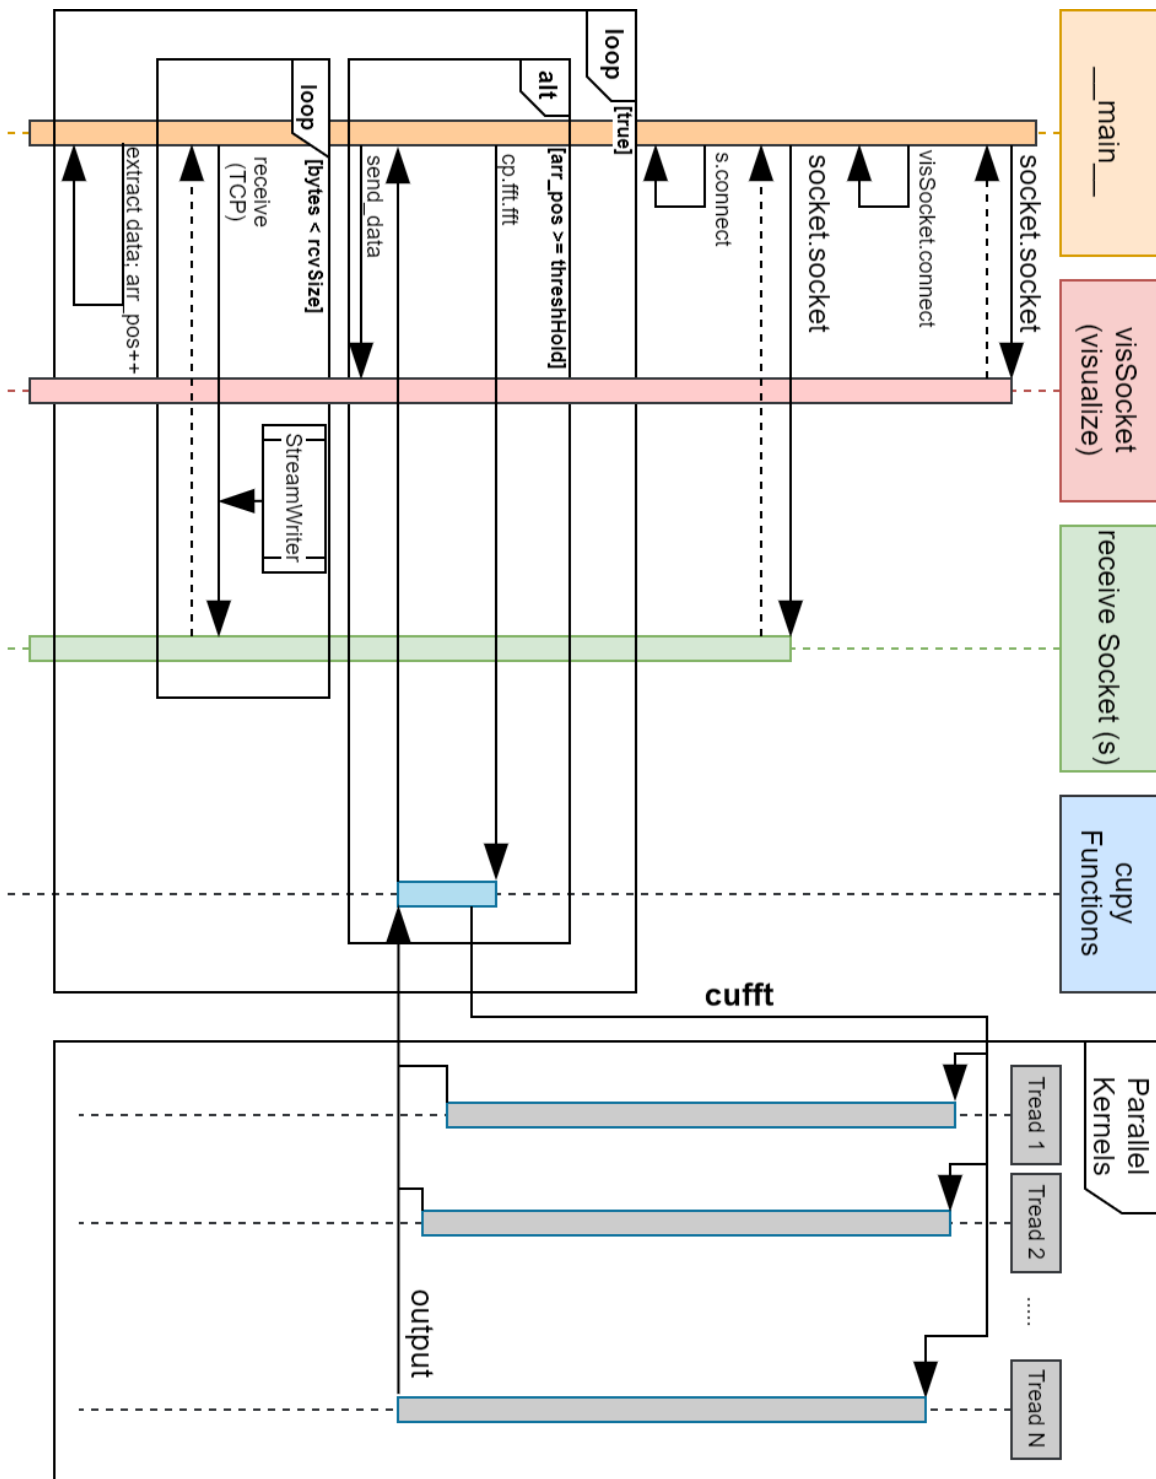 __main__
visSocket
(visualize)
receive Socket (s)
cupy
Functions
Parallel
Kernels
Tread 1
Tread 2
.....
Tread N
socket.socket
visSocket.connect
socket.socket
s.connect
loop
[true]
alt
[arr_pos >= threshHold]
cp.fft.fft
cufft
output
send_data
loop
[bytes < rcvSize]
StreamWriter
receive
(TCP)
extract data; arr_pos++